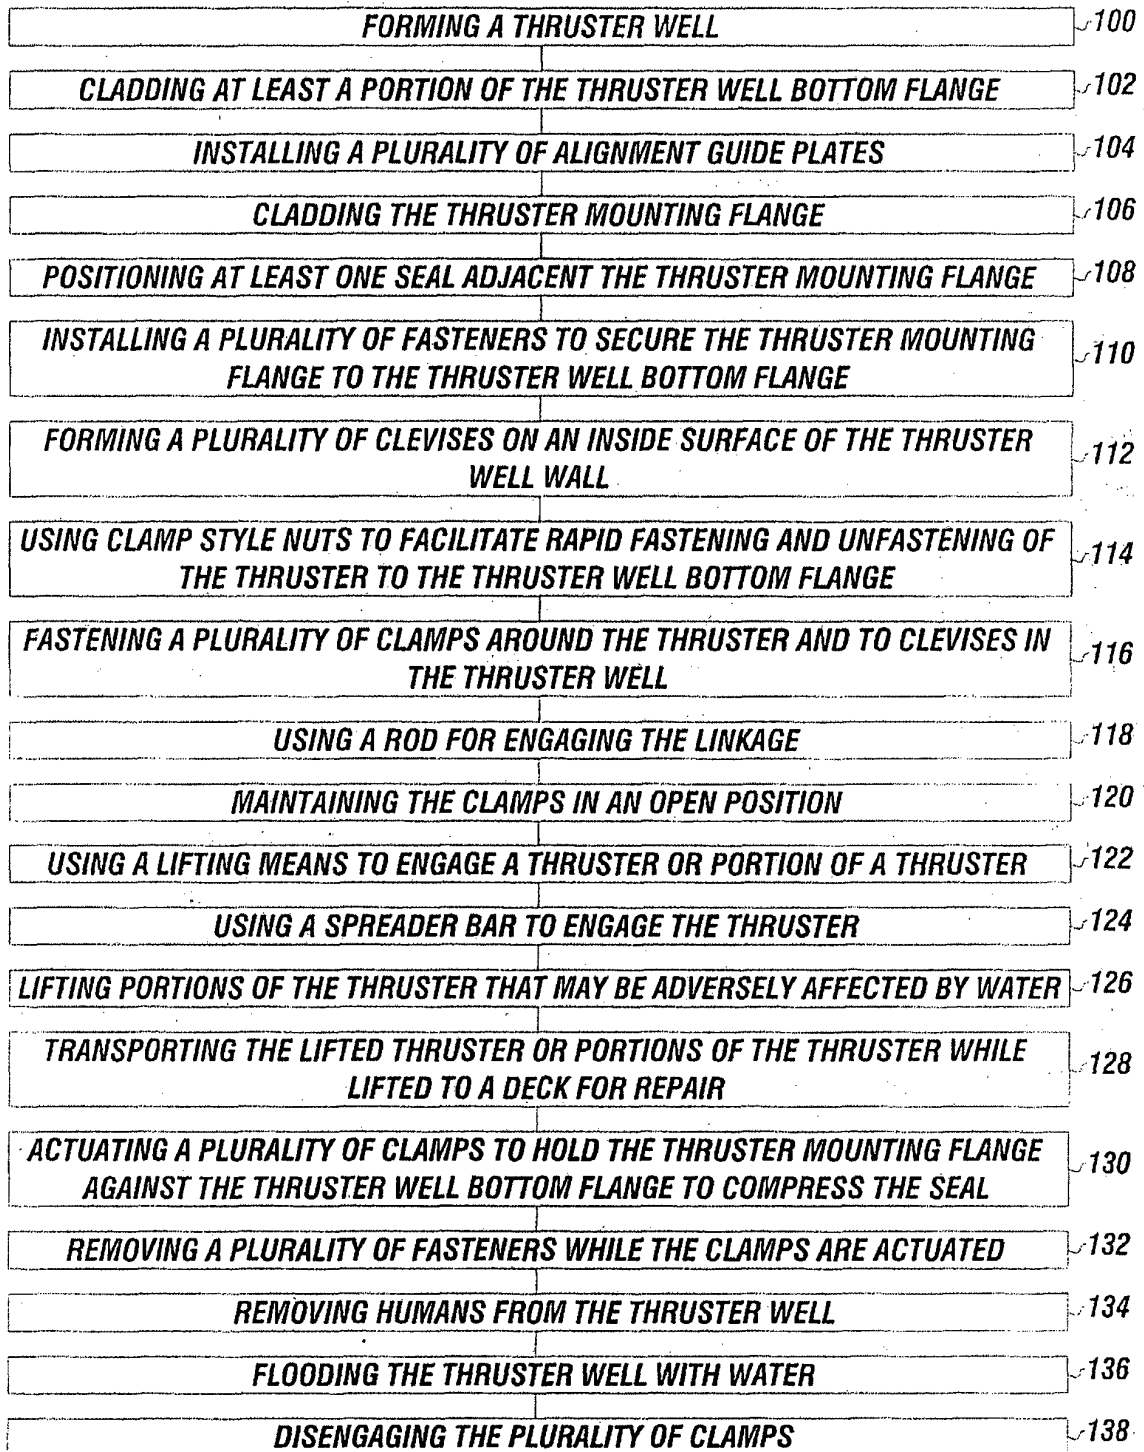 FORMING A THRUSTER WELL 100
CLADDING AT LEAST A PORTION OF THE THRUSTER WELL BOTTOM FLANGE 102
INSTALLING A PLURALITY OF ALIGNMENT GUIDE PLATES 104
CLADDING THE THRUSTER MOUNTING FLANGE 106
POSITIONING AT LEAST ONE SEAL ADJACENT THE THRUSTER MOUNTING FLANGE 108
INSTALLING A PLURALITY OF FASTENERS TO SECURE THE THRUSTER MOUNTING 110
FLANGE TO THE THRUSTER WELL BOTTOM FLANGE
FORMING A PLURALITY OF CLEVISES ON AN INSIDE SURFACE OF THE THRUSTER 112
WELL WALL
USING CLAMP STYLE NUTS TO FACILITATE RAPID FASTENING AND UNFASTENING OF 114
THE THRUSTER TO THE THRUSTER WELL BOTTOM FLANGE
FASTENING A PLURALITY OF CLAMPS AROUND THE THRUSTER AND TO CLEVISES IN 116
THE THRUSTER WELL
USING A ROD FOR ENGAGING THE LINKAGE 118
MAINTAINING THE CLAMPS IN AN OPEN POSITION 120
USING A LIFTING MEANS TO ENGAGE A THRUSTER OR PORTION OF A THRUSTER 122
USING A SPREADER BAR TO ENGAGE THE THRUSTER 124
LIFTING PORTIONS OF THE THRUSTER THAT MAY BE ADVERSELY AFFECTED BY WATER 126
TRANSPORTING THE LIFTED THRUSTER OR PORTIONS OF THE THRUSTER WHILE 128
LIFTED TO A DECK FOR REPAIR
ACTUATING A PLURALITY OF CLAMPS TO HOLD THE THRUSTER MOUNTING FLANGE 130
AGAINST THE THRUSTER WELL BOTTOM FLANGE TO COMPRESS THE SEAL
REMOVING A PLURALITY OF FASTENERS WHILE THE CLAMPS ARE ACTUATED 132
REMOVING HUMANS FROM THE THRUSTER WELL 134
FLOODING THE THRUSTER WELL WITH WATER 136
DISENGAGING THE PLURALITY OF CLAMPS 138